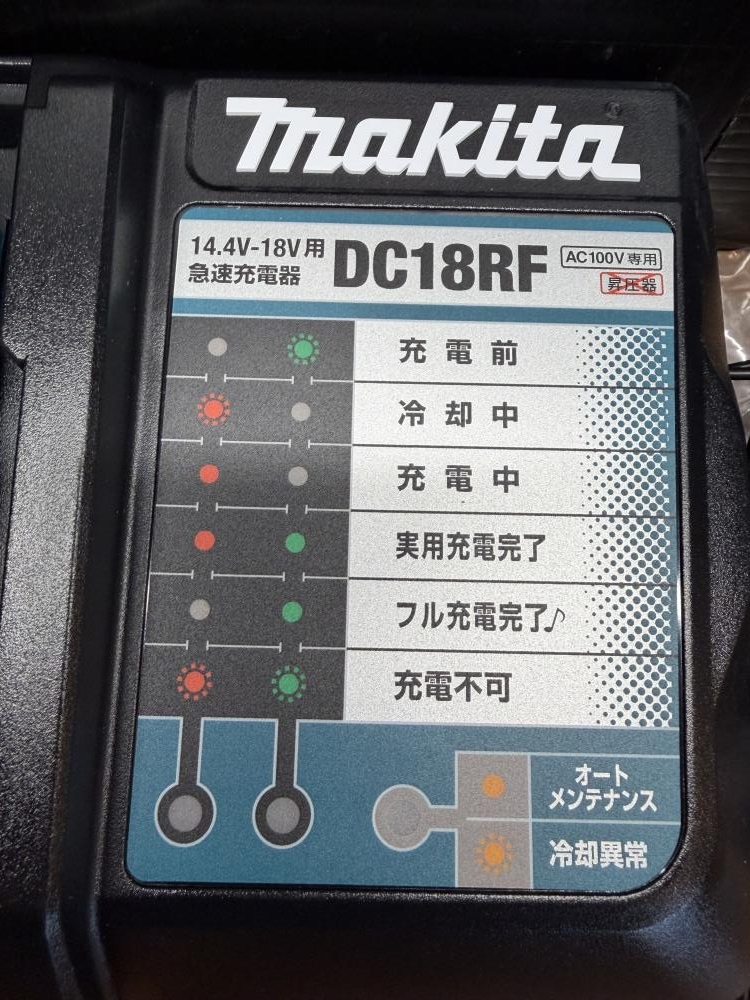 makita
14.4V-18V用
急速充電器
DC18RF
AC100V専用
昇圧器
充電前
冷却中
充電中
実用充電完了
フル充電完了♪
充電不可
オート
メンテナンス
冷却異常